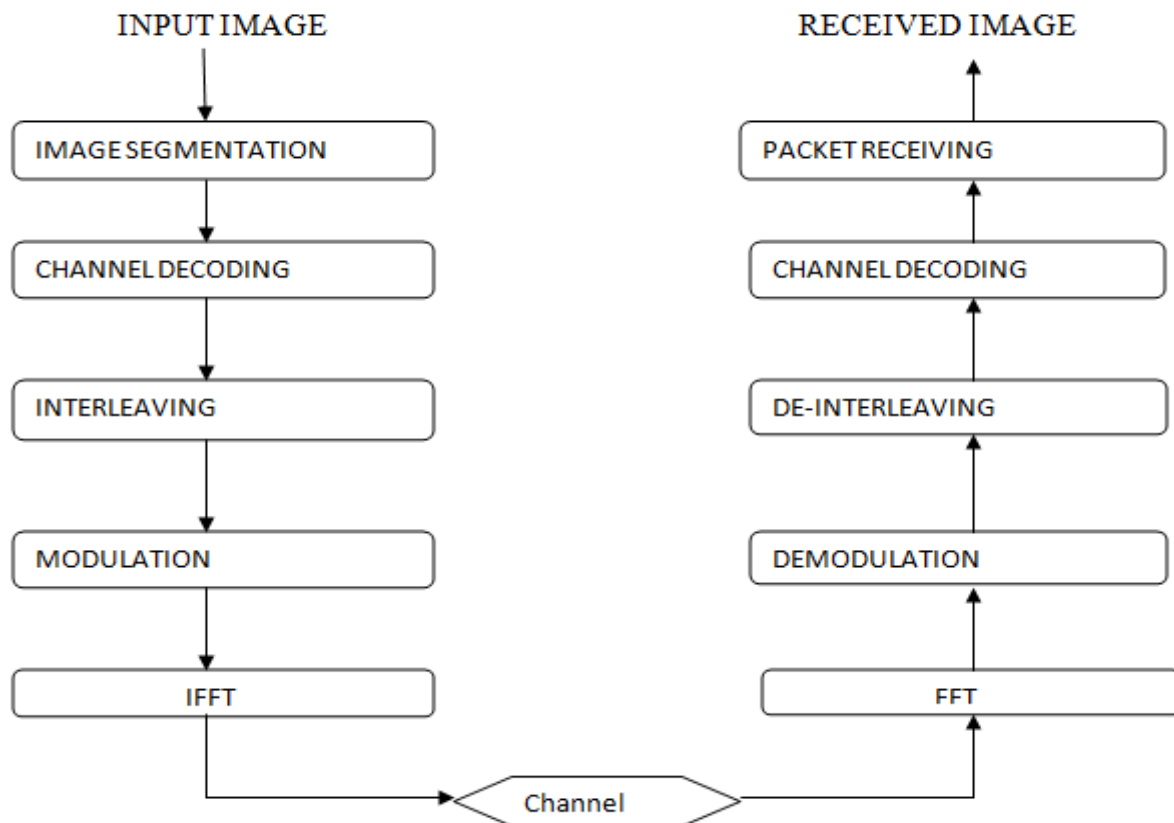 INPUT IMAGE
IMAGE SEGMENTATION
CHANNEL DECODING
INTERLEAVING
MODULATION
IFFT
Channel
RECEIVED IMAGE
PACKET RECEIVING
CHANNEL DECODING
DE-INTERLEAVING
DEMODULATION
FFT